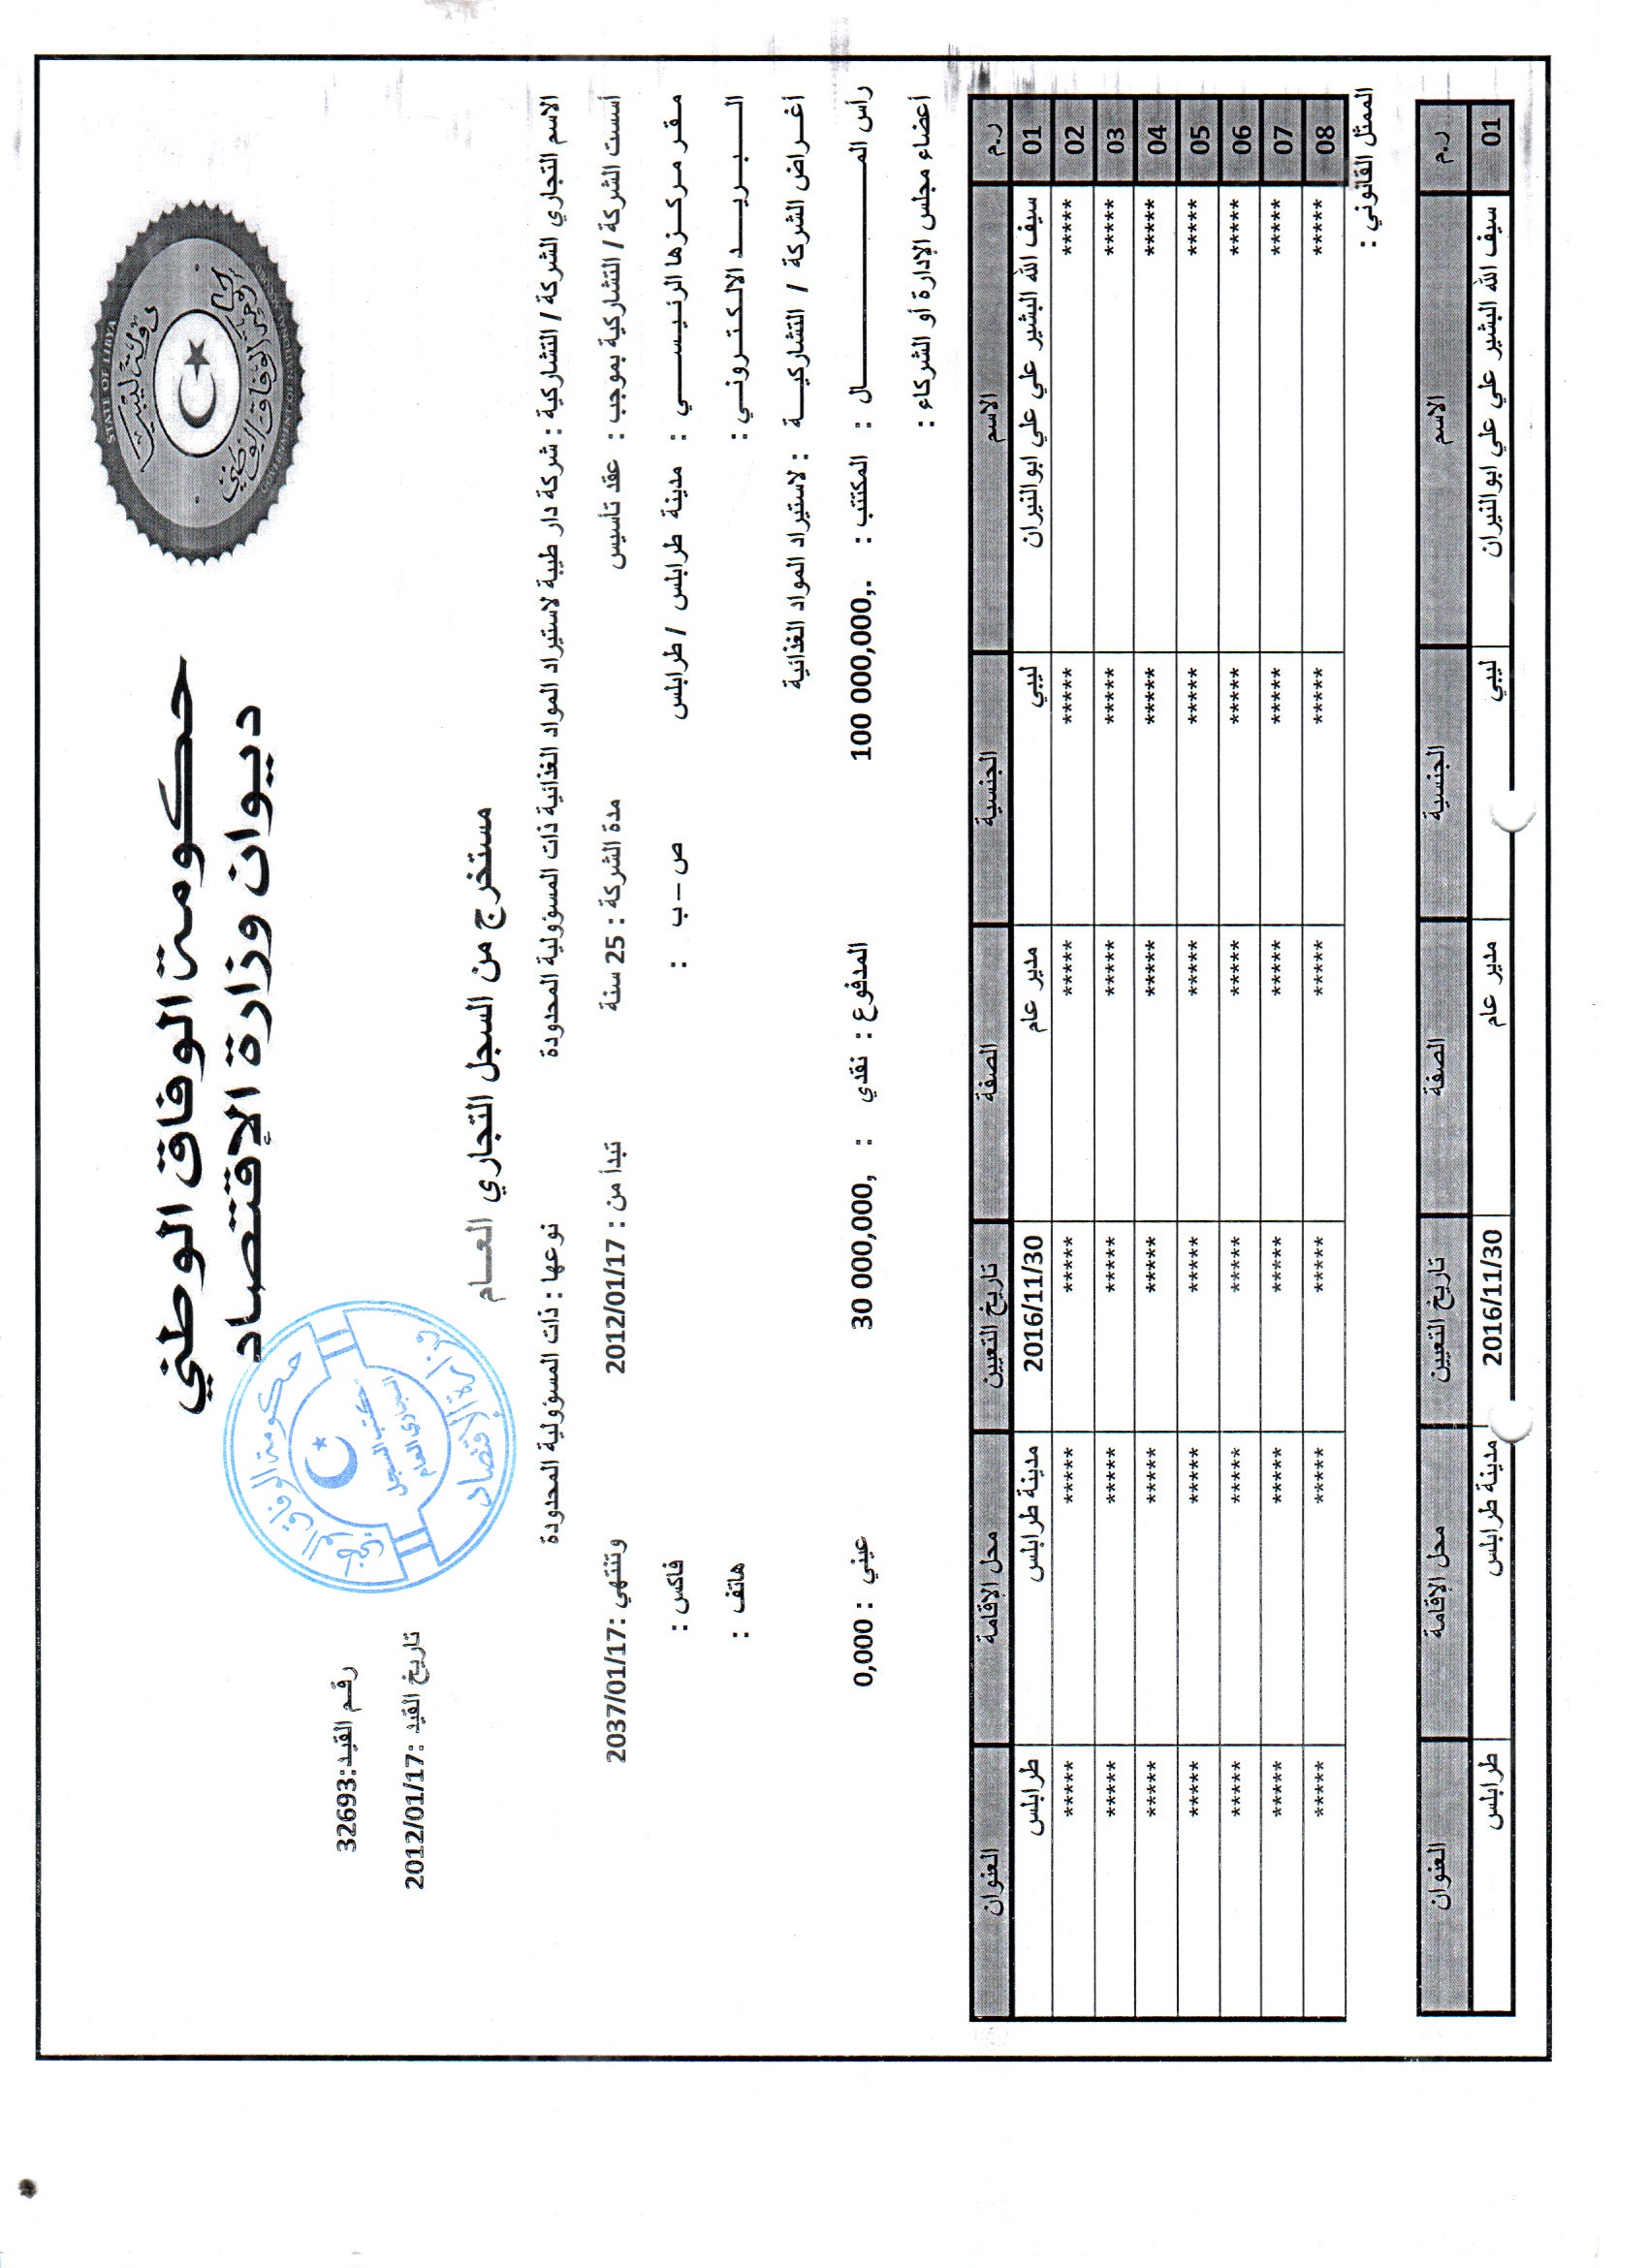 STATE OF LIBYA
دولة ليبيا
حكومة الوفاق الوطني
GOVERNMENT OF NATIONAL ACCORD
حكومة الوفاق الوطني
ديوان وزارة الإقتصاد
حكومة الوفاق الوطني
مكتب السجل
التجاري العام
وزارة الإقتصاد
رقم القيد:32693
تاريخ القيد :2012/01/17
مستخرج من السجل التجاري العام
الاسم التجاري الشركة / التشاركية : شركة دار طيبة لاستيراد المواد الغذائية ذات المسؤولية المحدودة نوعها : ذات المسؤولية المحدودة
أسست الشركة / التشاركية بموجب : عقد تأسيس مدة الشركة : 25 سنة تبدأ من : 2012/01/17 وتنتهي :2037/01/17
مقر مركزها الرئيسي : مدينة طرابلس / طرابلس ص – ب : فاكس :
البريد الالكتروني : هاتف :
أغراض الشركة / التشاركية : لاستيراد المواد الغذائية
رأس المال : المكتتب : 100 000,000,. المدفوع : نقدي : 30 000,000, عيني : 0,000
أعضاء مجلس الإدارة أو الشركاء :
ر.م الاسم الجنسية الصفة تاريخ التعيين محل الإقامة العنوان
01 سيف الله البشير علي علي ابوالنيران ليبي مدير عام 2016/11/30 مدينة طرابلس طرابلس
02 ***** ***** ***** ***** ***** *****
03 ***** ***** ***** ***** ***** *****
04 ***** ***** ***** ***** ***** *****
05 ***** ***** ***** ***** ***** *****
06 ***** ***** ***** ***** ***** *****
07 ***** ***** ***** ***** ***** *****
08 ***** ***** ***** ***** ***** *****
الممثل القانوني :
ر.م الاسم الجنسية الصفة تاريخ التعيين محل الإقامة العنوان
01 سيف الله البشير علي علي ابوالنيران ليبي مدير عام 2016/11/30 مدينة طرابلس طرابلس